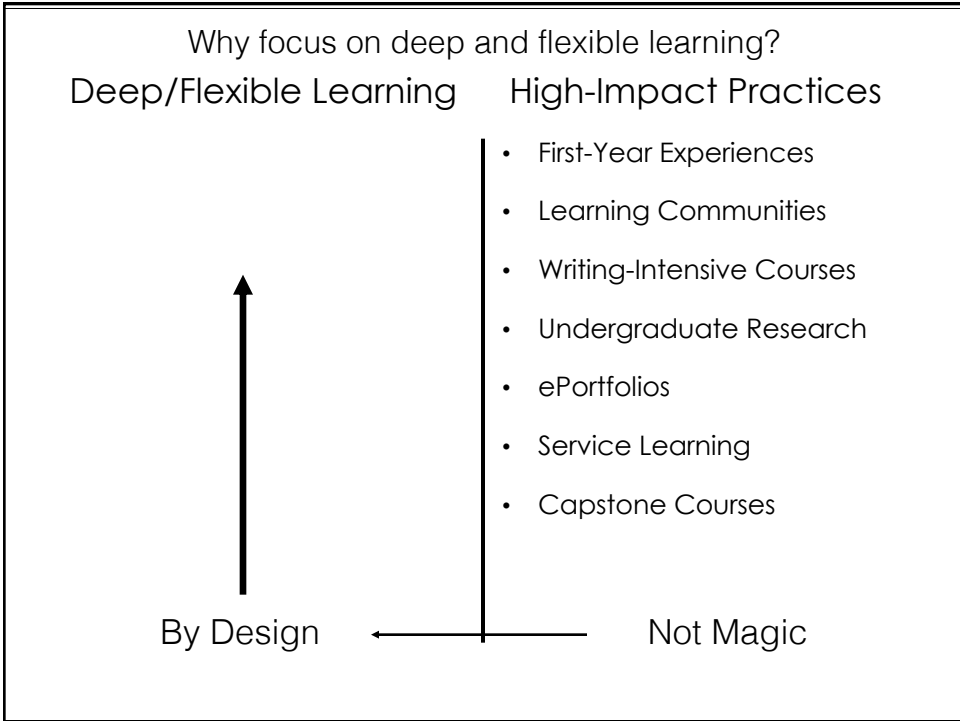 Why focus on deep and flexible learning?
Deep/Flexible Learning
High-Impact Practices
• First-Year Experiences
• Learning Communities
• Writing-Intensive Courses
• Undergraduate Research
• ePortfolios
• Service Learning
• Capstone Courses
By Design
Not Magic